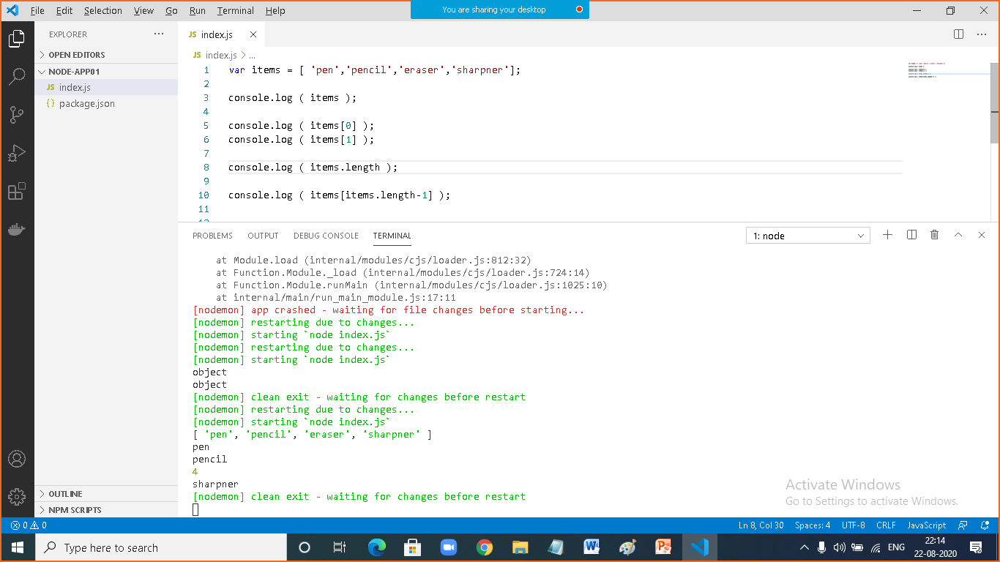 File Edit Selection View Go Run Terminal Help
You are sharing your desktop
EXPLORER
OPEN EDITORS
NODE-APP01
JS index.js
{} package.json
OUTLINE
NPM SCRIPTS
JS index.js
JS index.js > ...
1 var items = [ 'pen','pencil','eraser','sharpner'];
2
3 console.log ( items );
4
5 console.log ( items[0] );
6 console.log ( items[1] );
7
8 console.log ( items.length );
9
10 console.log ( items[items.length-1] );
11
12
PROBLEMS OUTPUT DEBUG CONSOLE TERMINAL
1: node
at Module.load (internal/modules/cjs/loader.js:812:32)
at Function.Module._load (internal/modules/cjs/loader.js:724:14)
at Function.Module.runMain (internal/modules/cjs/loader.js:1025:10)
at internal/main/run_main_module.js:17:11
[nodemon] app crashed - waiting for file changes before starting...
[nodemon] restarting due to changes...
[nodemon] starting `node index.js`
[nodemon] restarting due to changes...
[nodemon] starting `node index.js`
object
object
[nodemon] clean exit - waiting for changes before restart
[nodemon] restarting due to changes...
[nodemon] starting `node index.js`
[ 'pen', 'pencil', 'eraser', 'sharpner' ]
pen
pencil
4
sharpner
[nodemon] clean exit - waiting for changes before restart
Activate Windows
Go to Settings to activate Windows.
0 0
Ln 8, Col 30 Spaces: 4 UTF-8 CRLF JavaScript
Type here to search
ENG
22:14
22-08-2020